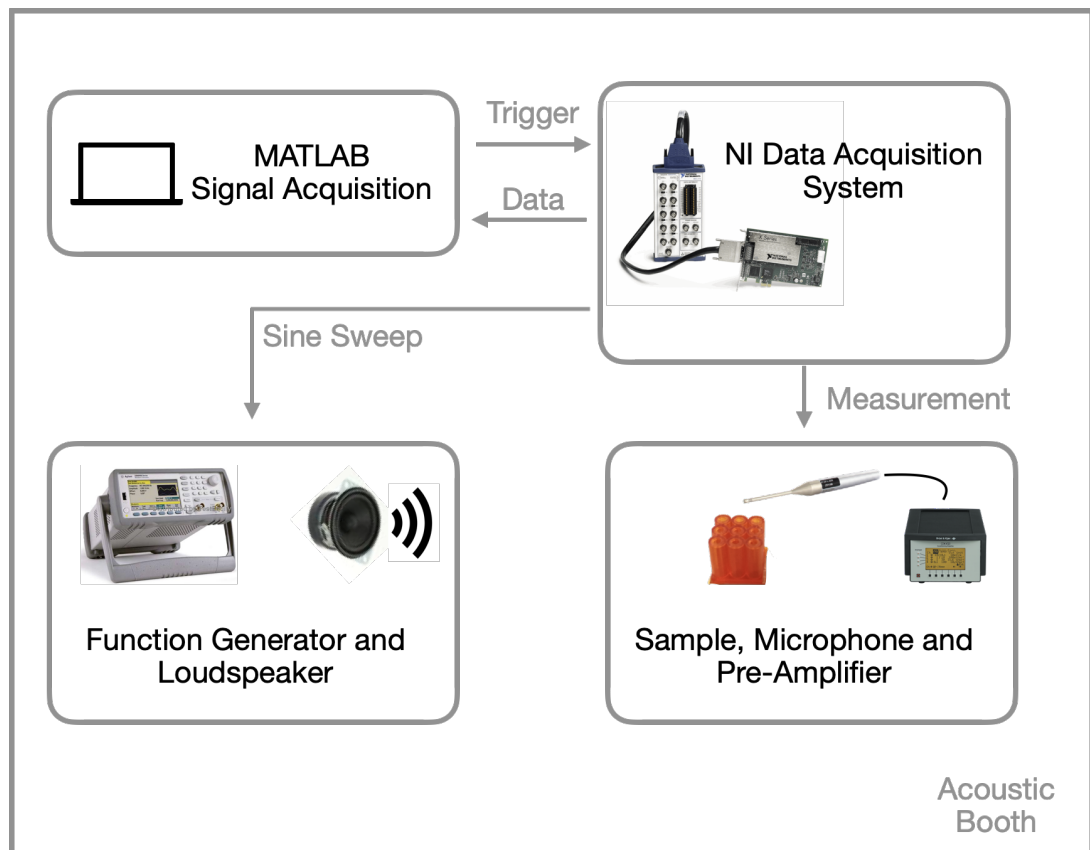 MATLAB
Signal Acquisition
Trigger
Data
NI Data Acquisition
System
Sine Sweep
Measurement
Function Generator and
Loudspeaker
Sample, Microphone and
Pre-Amplifier
Acoustic
Booth